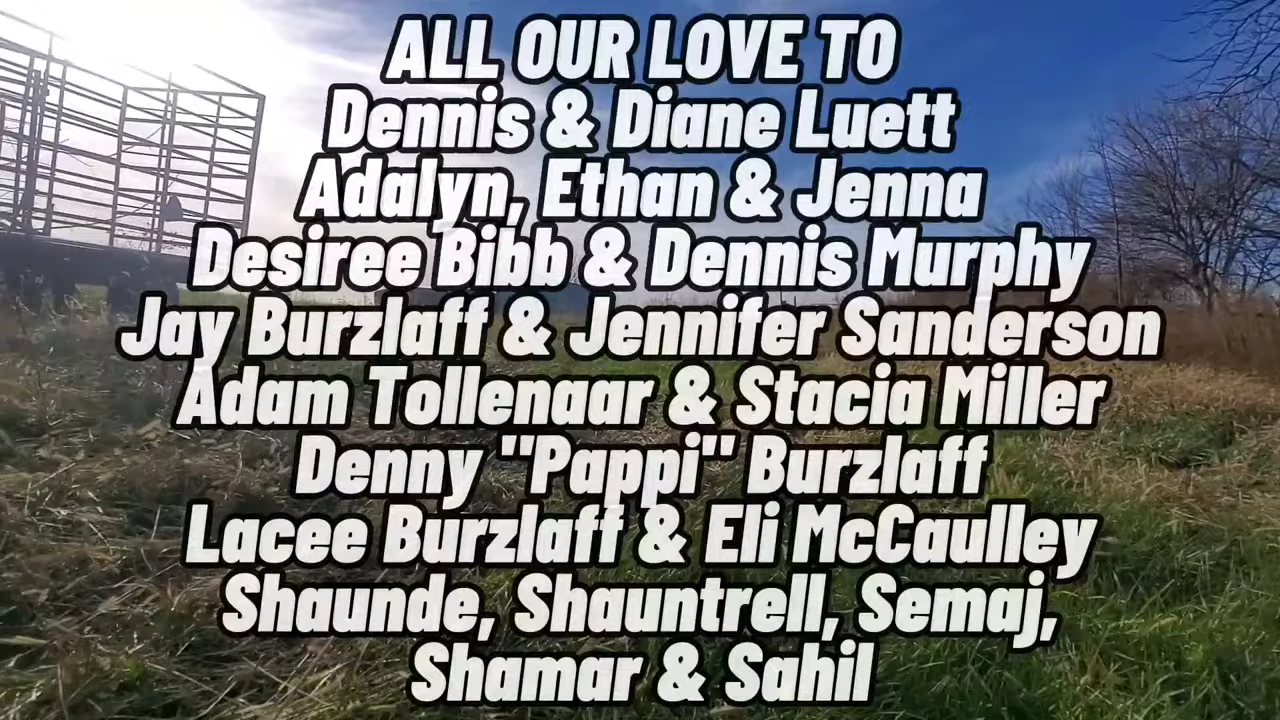 ALL OUR LOVE TO
Dennis & Diane Luett
Adalyn, Ethan & Jenna
Desiree Bibb & Dennis Murphy
Jay Burzlaff & Jennifer Sanderson
Adam Tollenaar & Stacia Miller
Denny "Pappi" Burzlaff
Lacee Burzlaff & Eli McCaulley
Shaunde, Shauntrell, Semaj,
Shamar & Sahil